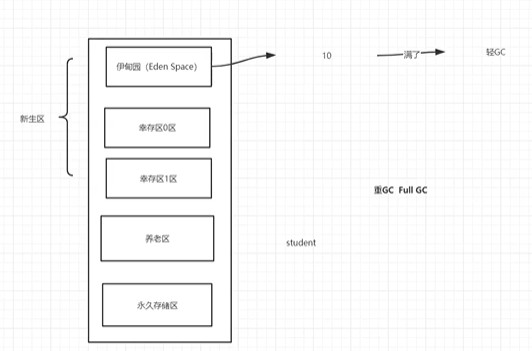 伊甸园（Eden Space）
10
满了
轻GC
新生区
幸存区0区
幸存区1区
重GC Full GC
养老区
student
永久存储区